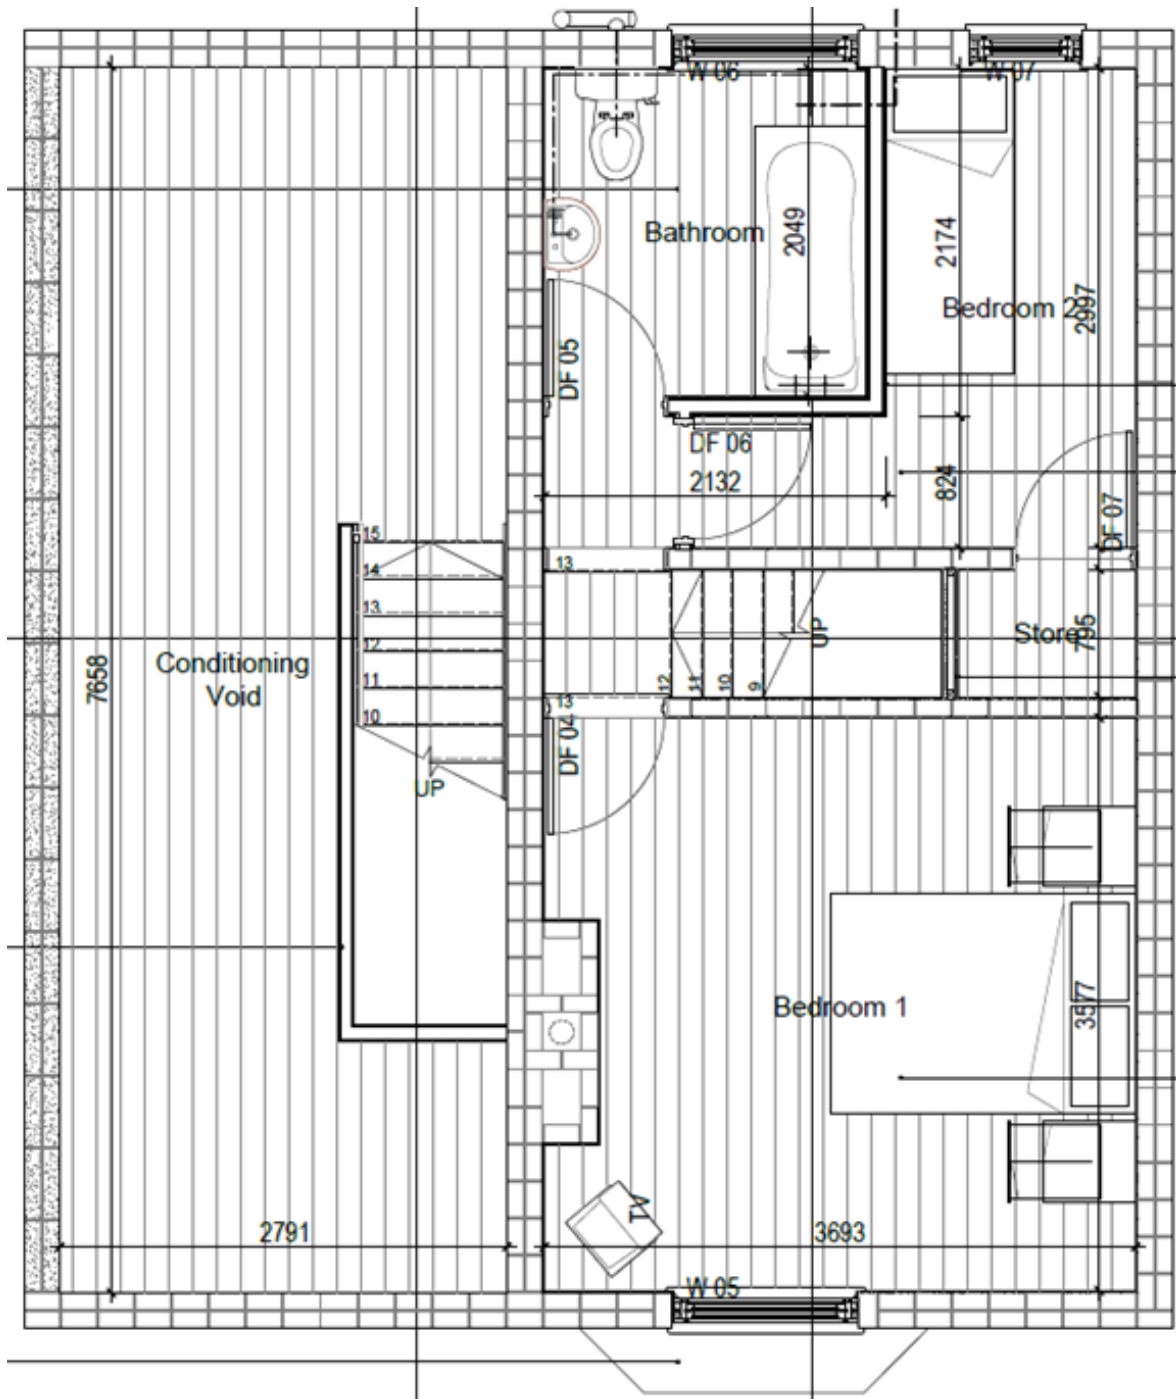 W 06
W 07
Bathroom
2049
2174
Bedroom 2
2997
DF 05
DF 06
2132
824
DF 07
15
14
13
12
11
10
UP
13
12
11
10
9
UP
13
Store
795
Conditioning
Void
7658
DF 04
Bedroom 1
3577
TV
2791
3693
W 05